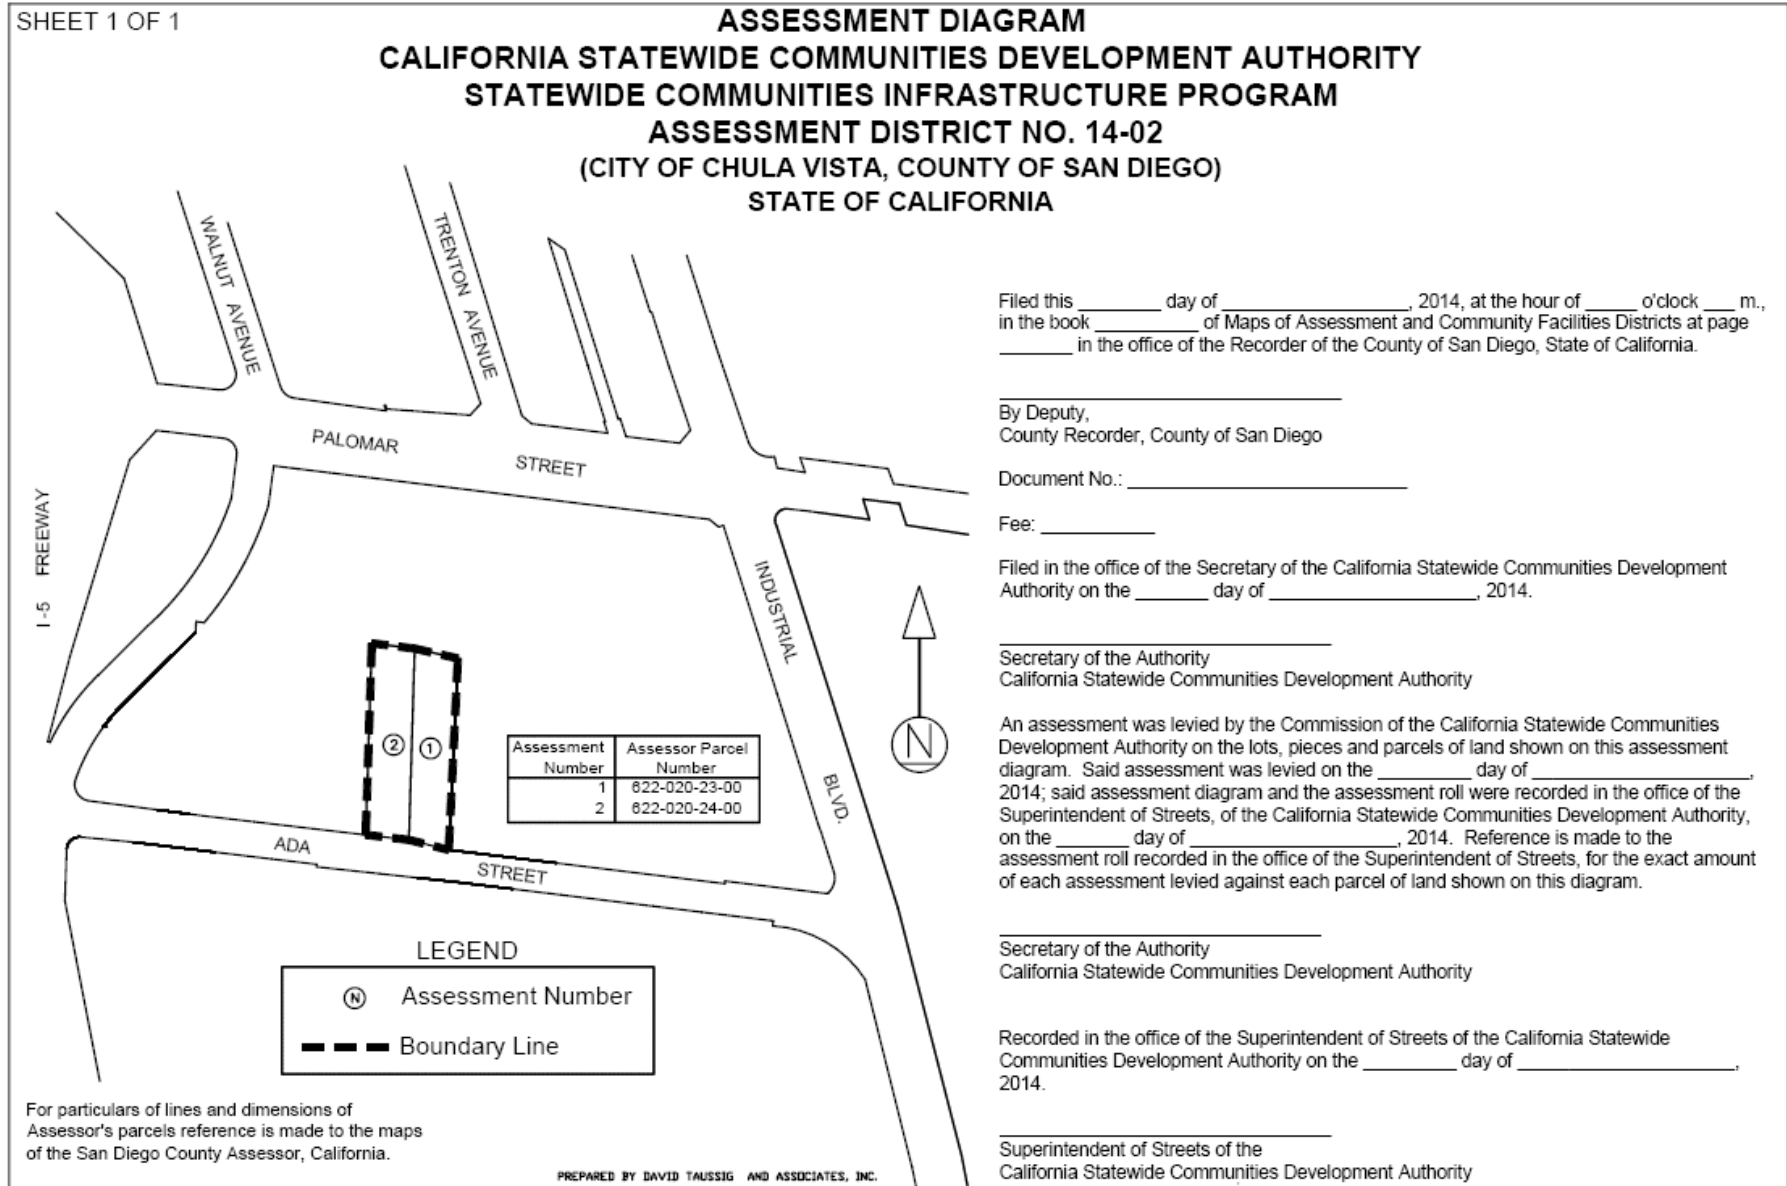 SHEET 1 OF 1
ASSESSMENT DIAGRAM
CALIFORNIA STATEWIDE COMMUNITIES DEVELOPMENT AUTHORITY
STATEWIDE COMMUNITIES INFRASTRUCTURE PROGRAM
ASSESSMENT DISTRICT NO. 14-02
(CITY OF CHULA VISTA, COUNTY OF SAN DIEGO)
STATE OF CALIFORNIA
WALNUT AVENUE
TRENTON AVENUE
PALOMAR STREET
I-5 FREEWAY
INDUSTRIAL BLVD.
2
1
Assessment Number Assessor Parcel Number
1 622-020-23-00
2 622-020-24-00
ADA STREET
N
LEGEND
N Assessment Number
Boundary Line
For particulars of lines and dimensions of
Assessor's parcels reference is made to the maps
of the San Diego County Assessor, California.
PREPARED BY DAVID TAUSSIG AND ASSOCIATES, INC.
Filed this ________ day of ____________________, 2014, at the hour of _____ o'clock ___ m.,
in the book __________ of Maps of Assessment and Community Facilities Districts at page
_______ in the office of the Recorder of the County of San Diego, State of California.
By Deputy,
County Recorder, County of San Diego
Document No.: ____________________________
Fee: ___________
Filed in the office of the Secretary of the California Statewide Communities Development
Authority on the _______ day of ____________________, 2014.
Secretary of the Authority
California Statewide Communities Development Authority
An assessment was levied by the Commission of the California Statewide Communities
Development Authority on the lots, pieces and parcels of land shown on this assessment
diagram. Said assessment was levied on the _________ day of _____________________,
2014; said assessment diagram and the assessment roll were recorded in the office of the
Superintendent of Streets, of the California Statewide Communities Development Authority,
on the _______ day of ____________________, 2014. Reference is made to the
assessment roll recorded in the office of the Superintendent of Streets, for the exact amount
of each assessment levied against each parcel of land shown on this diagram.
Secretary of the Authority
California Statewide Communities Development Authority
Recorded in the office of the Superintendent of Streets of the California Statewide
Communities Development Authority on the _________ day of _____________________,
2014.
Superintendent of Streets of the
California Statewide Communities Development Authority